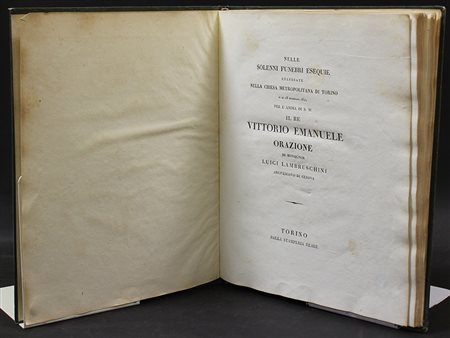 NELLE
SOLENNI FUNEBRI ESEQUIE
CELEBRATE
NELLA CHIESA METROPOLITANA DI TORINO
PER L'ANIMA DI S. M.
IL RE
VITTORIO EMANUELE
ORAZIONE
DI MONSIGNOR
LUIGI LAMBRUSCHINI
ARCIVESCOVO DI GENOVA
TORINO
DALLA STAMPERIA REALE